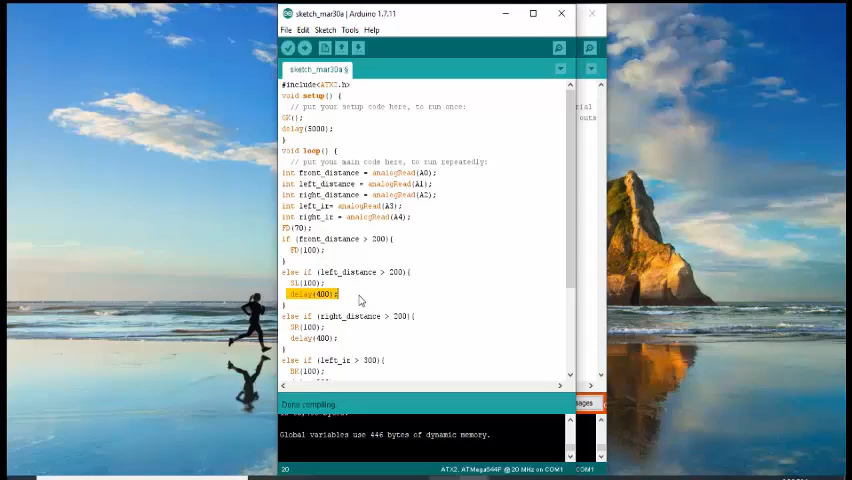 sketch_mar30a | Arduino 1.7.11
File Edit Sketch Tools Help
sketch_mar30a §
#include<ATX2.h>
void setup() {
// put your setup code here, to run once:
OK();
delay(5000);
}
void loop() {
// put your main code here, to run repeatedly:
int front_distance = analogRead(A0);
int left_distance = analogRead(A1);
int right_distance = analogRead(A2);
int left_ir= analogRead(A3);
int right_ir = analogRead(A4);
FD(70);
if (front_distance > 200){
FD(100);
}
else if (left_distance > 200){
SL(100);
delay(400);
}
else if (right_distance > 200){
SR(100);
delay(400);
}
else if (left_ir > 300){
BK(100);
Done compiling.
Global variables use 446 bytes of dynamic memory.
20
ATX2, ATMega644P @ 20 MHz on COM1
COM1